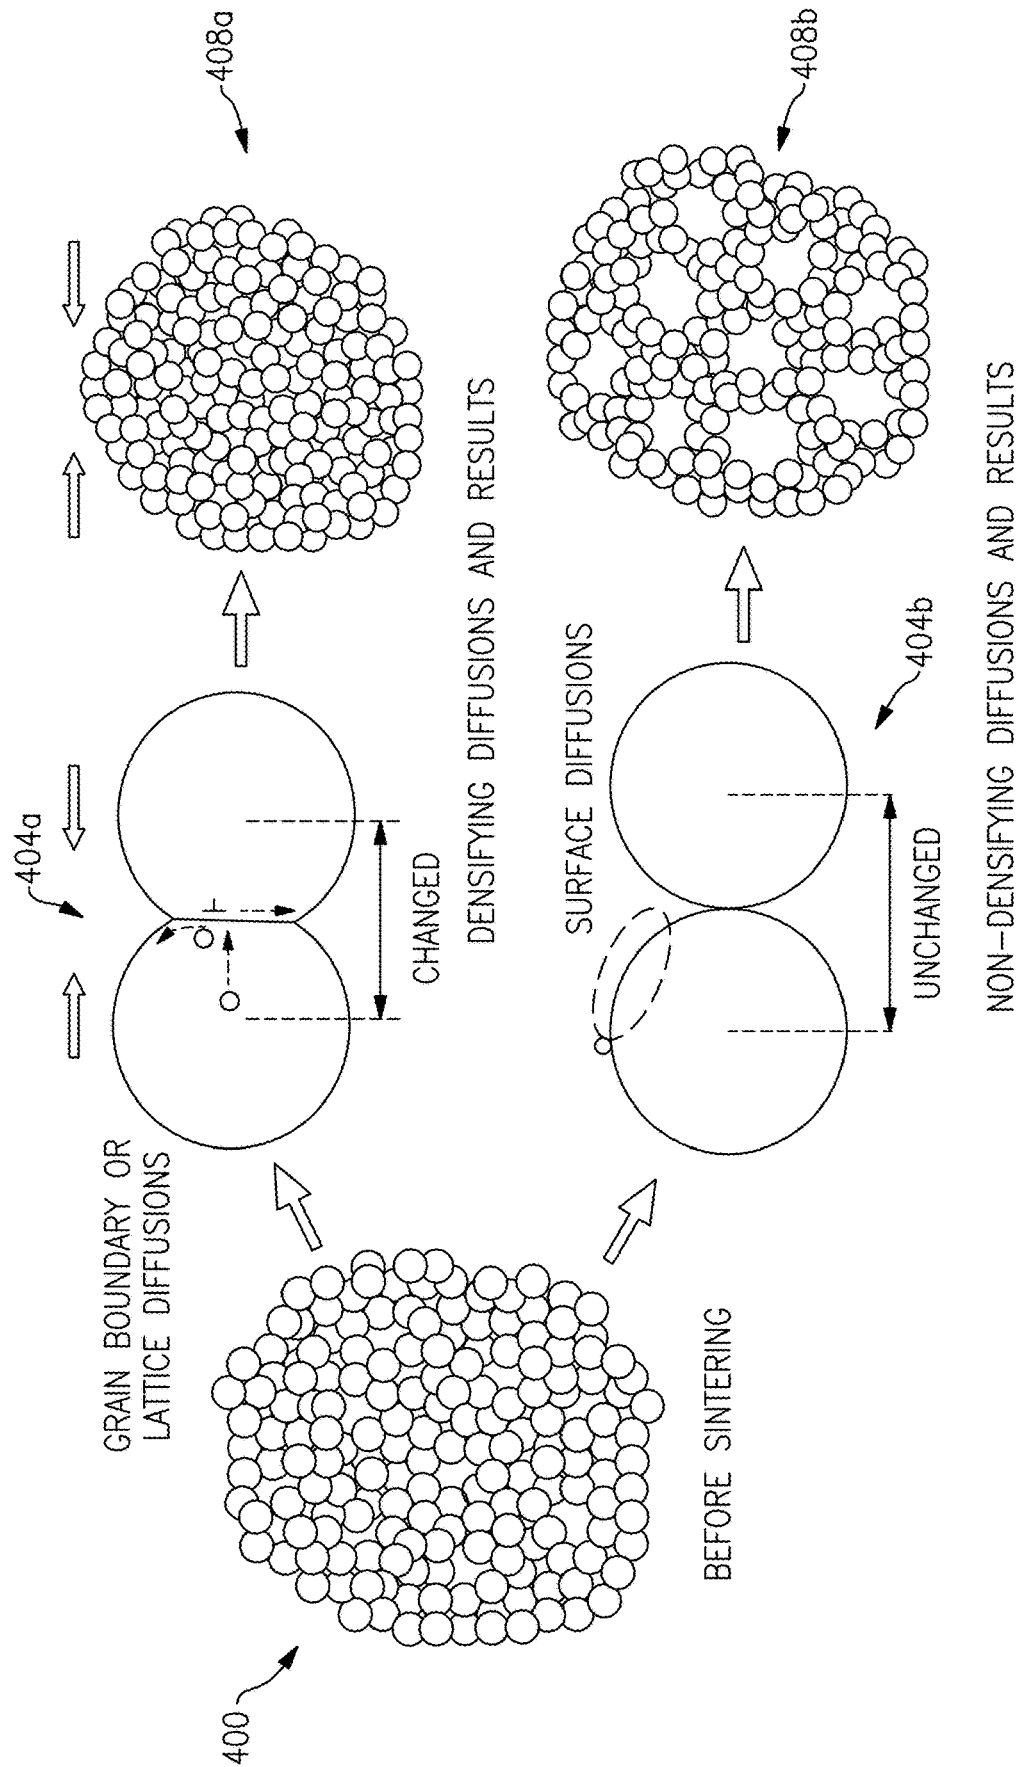 400
BEFORE SINTERING
GRAIN BOUNDARY OR
LATTICE DIFFUSIONS
404a
CHANGED
408a
DENSIFYING DIFFUSIONS AND RESULTS
SURFACE DIFFUSIONS
UNCHANGED
404b
408b
NON-DENSIFYING DIFFUSIONS AND RESULTS